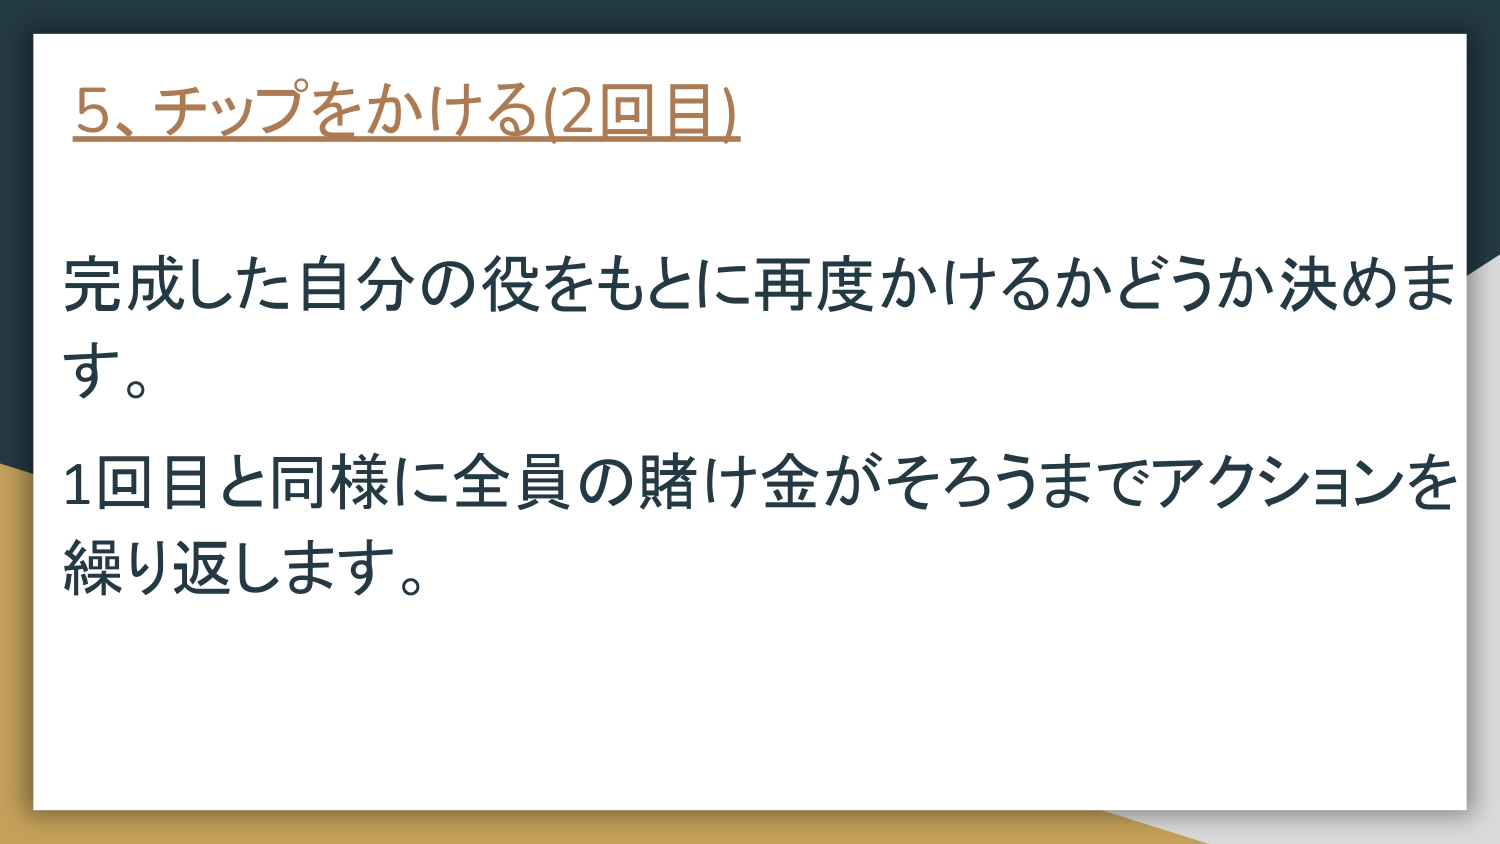 5、チップをかける(2回目)
完成した自分の役をもとに再度かけるかどうか決めま
す。
1回目と同様に全員の賭け金がそろうまでアクションを
繰り返します。